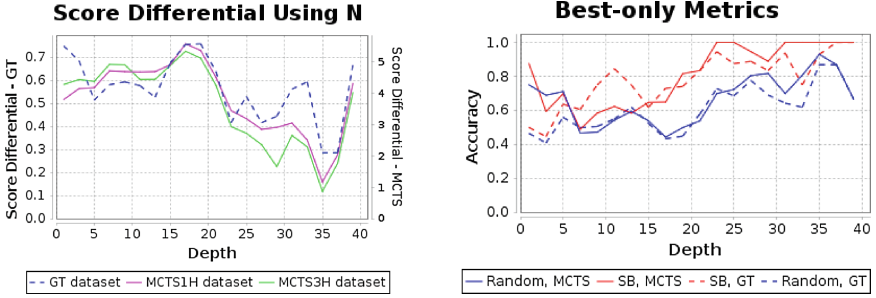 Score Differential Using N
Score Differential - GT
0.7
0.6
0.5
0.4
0.3
0.2
0.1
0.0
5
4
3
2
1
0
Score Differential - MCTS
0 5 10 15 20 25 30 35 40
Depth
GT dataset MCTS1H dataset MCTS3H dataset
Best-only Metrics
Accuracy
1.0
0.8
0.6
0.4
0.2
0.0
0 5 10 15 20 25 30 35 40 41
Depth
Random, MCTS SB, MCTS SB, GT Random, GT